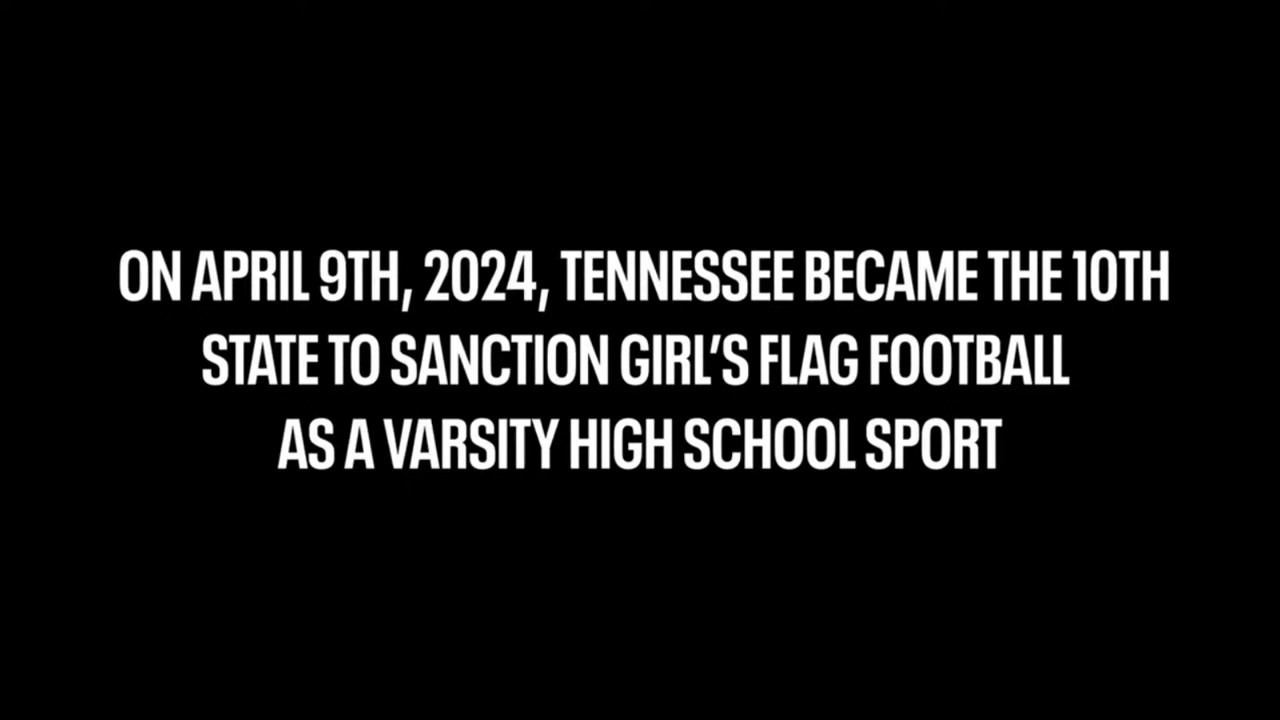 ON APRIL 9TH, 2024, TENNESSEE BECAME THE 10TH
STATE TO SANCTION GIRL’S FLAG FOOTBALL
AS A VARSITY HIGH SCHOOL SPORT